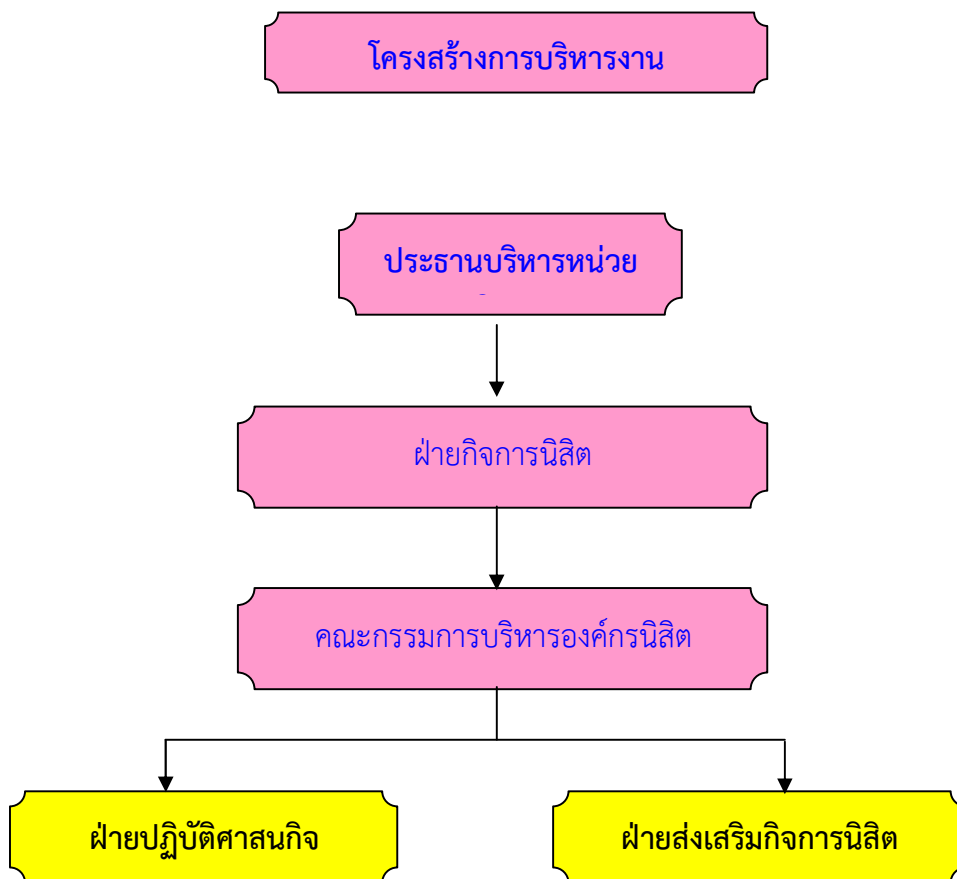 โครงสร้างการบริหารงาน
ประธานบริหารหน่วย
ฝ่ายกิจการนิสิต
คณะกรรมการบริหารองค์กรนิสิต
ฝ่ายปฏิบัติศาสนกิจ
ฝ่ายส่งเสริมกิจการนิสิต